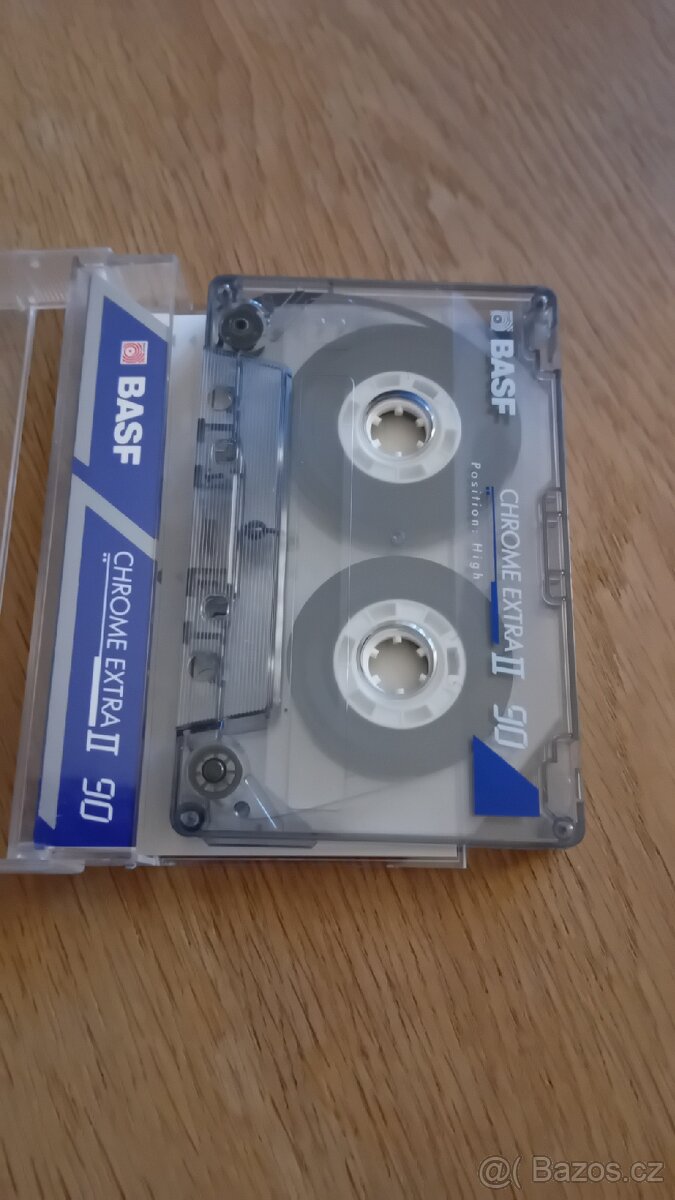 BASF
CHROME EXTRA II 90
BASF
CHROME EXTRA II 90
Position: High
@( Bazos.cz